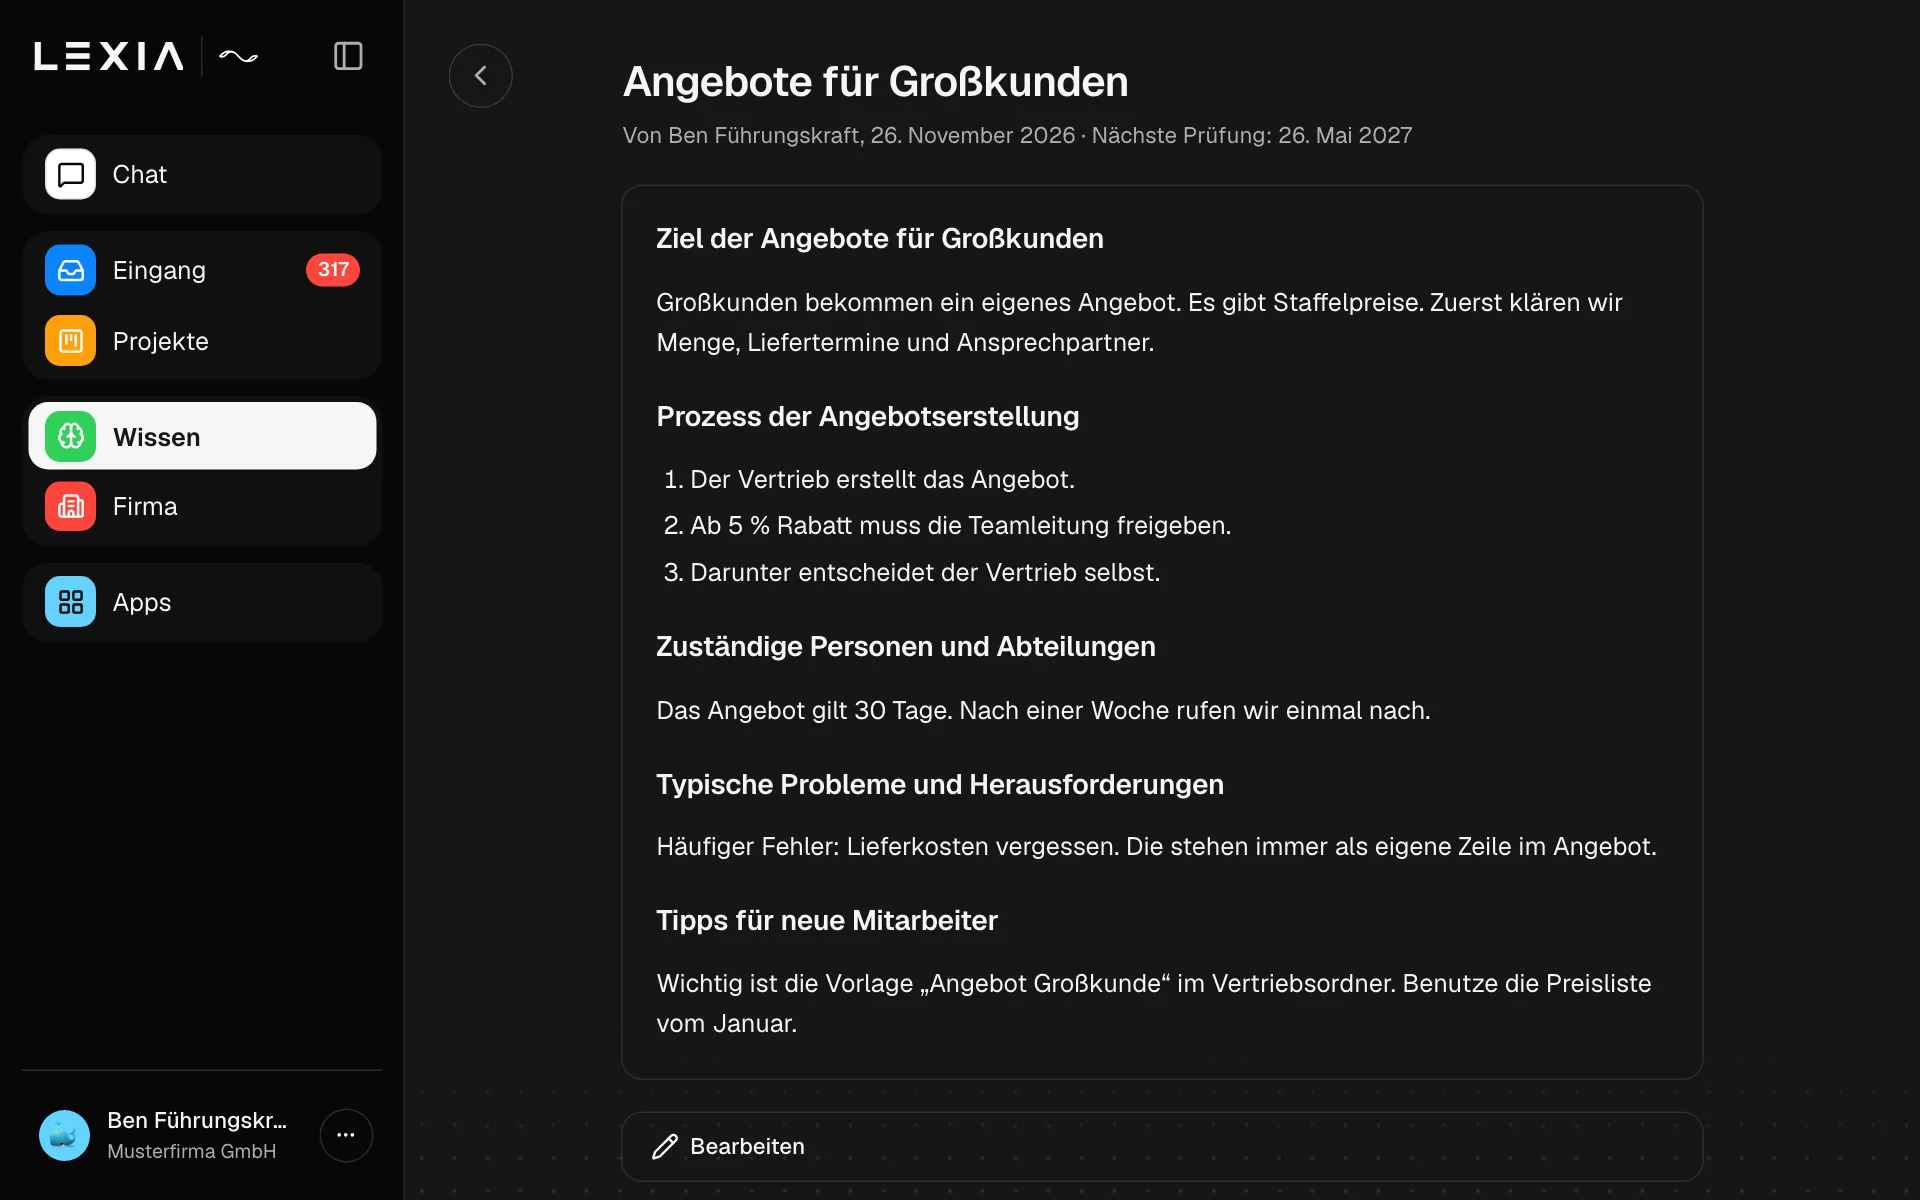 LEXIA
Chat
Eingang
317
Projekte
Wissen
Firma
Apps
Ben Führungskr...
Musterfirma GmbH
Angebote für Großkunden
Von Ben Führungskraft, 26. November 2026 · Nächste Prüfung: 26. Mai 2027
Ziel der Angebote für Großkunden
Großkunden bekommen ein eigenes Angebot. Es gibt Staffelpreise. Zuerst klären wir
Menge, Liefertermine und Ansprechpartner.
Prozess der Angebotserstellung
1. Der Vertrieb erstellt das Angebot.
2. Ab 5 % Rabatt muss die Teamleitung freigeben.
3. Darunter entscheidet der Vertrieb selbst.
Zuständige Personen und Abteilungen
Das Angebot gilt 30 Tage. Nach einer Woche rufen wir einmal nach.
Typische Probleme und Herausforderungen
Häufiger Fehler: Lieferkosten vergessen. Die stehen immer als eigene Zeile im Angebot.
Tipps für neue Mitarbeiter
Wichtig ist die Vorlage „Angebot Großkunde“ im Vertriebsordner. Benutze die Preisliste
vom Januar.
Bearbeiten